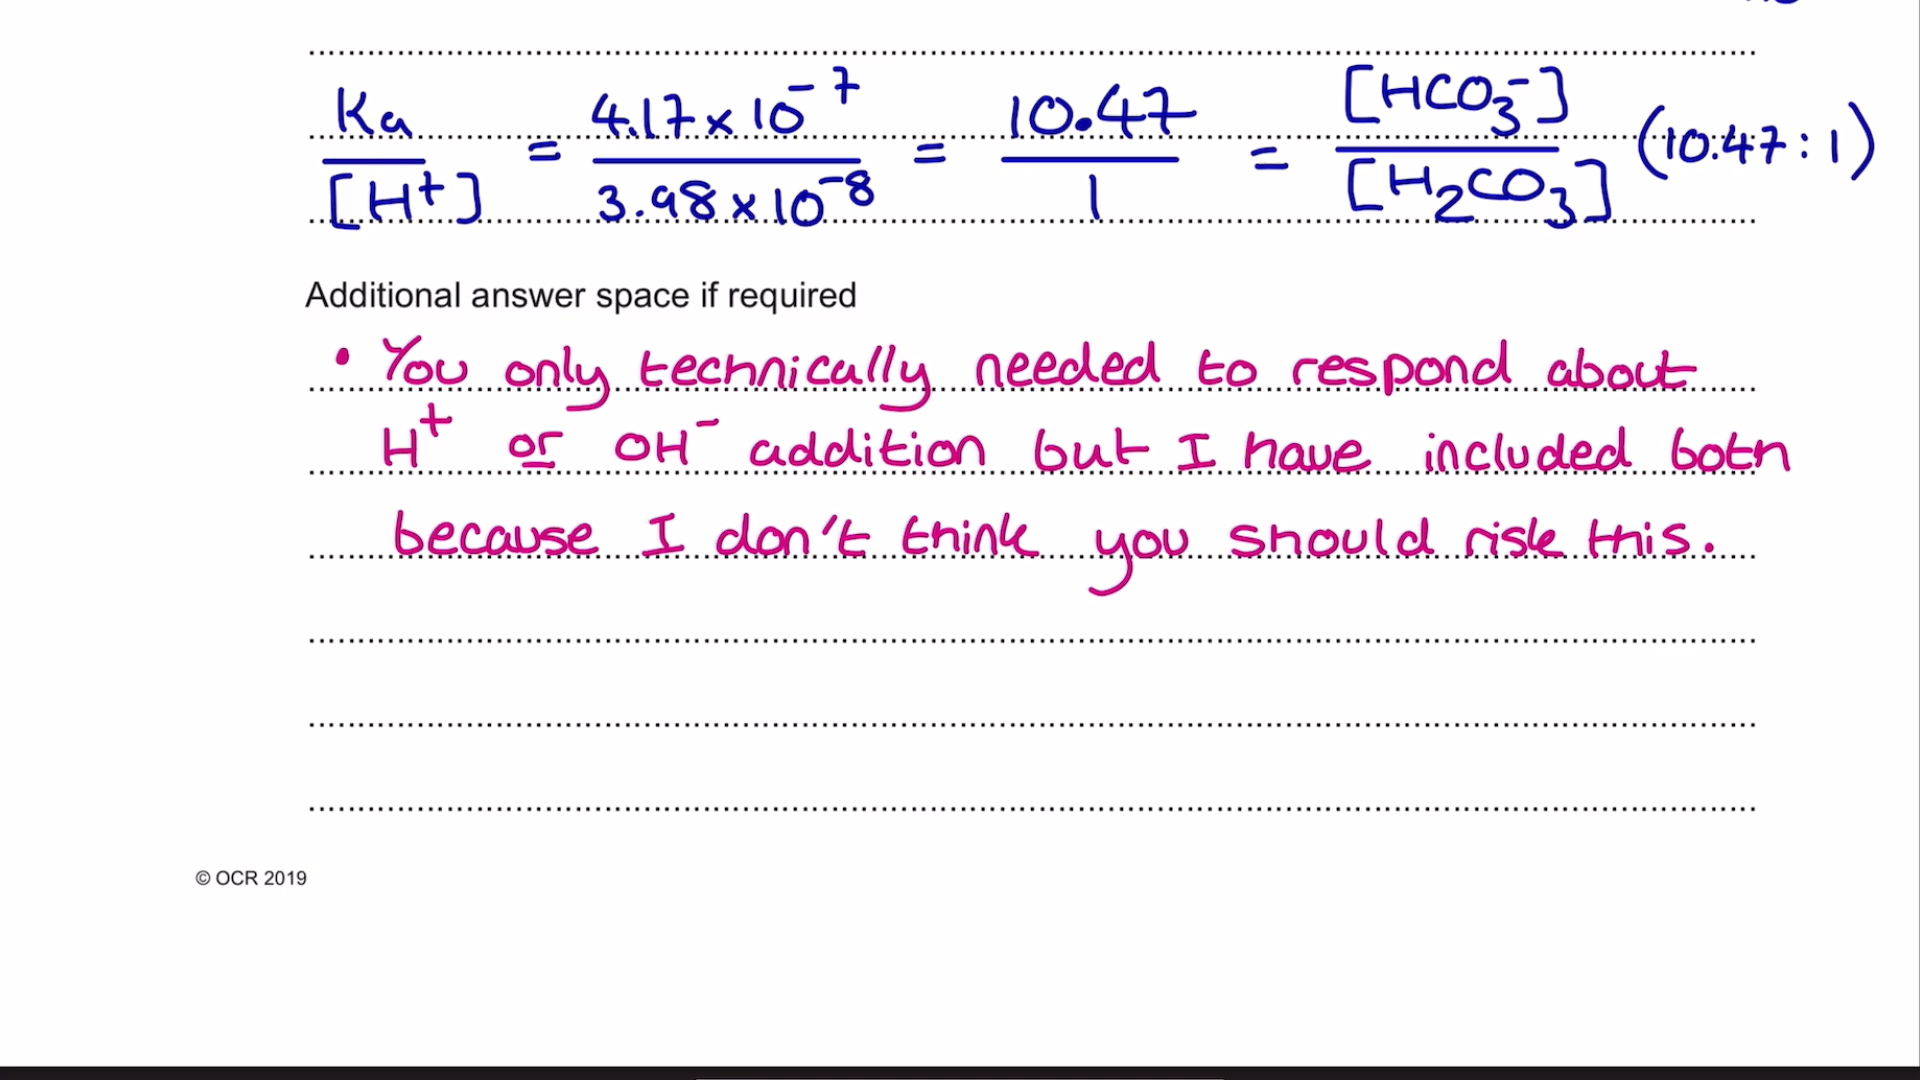 Ka / [H⁺] = 4.17 x 10⁻⁷ / 3.98 x 10⁻⁸ = 10.47 / 1 = [HCO₃⁻] / [H₂CO₃] (10.47 : 1)
Additional answer space if required
• You only technically needed to respond about
H⁺ or OH⁻ addition but I have included both
because I don't think you should risk this.
© OCR 2019